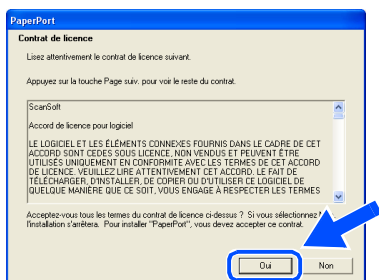 PaperPort
Contrat de licence
Lisez attentivement le contrat de licence suivant.
Appuyez sur la touche Page suiv. pour voir le reste du contrat.
ScanSoft
Accord de licence pour logiciel
LE LOGICIEL ET LES ÉLÉMENTS CONNEXES FOURNIS DANS LE CADRE DE CET
ACCORD SONT CEDES SOUS LICENCE, NON VENDUS ET PEUVENT ÊTRE
UTILISÉS UNIQUEMENT EN CONFORMITE AVEC LES TERMES DE CET ACCORD
DE LICENCE. VEUILLEZ LIRE ATTENTIVEMENT CET ACCORD. LE FAIT DE
TÉLÉCHARGER, D'INSTALLER, DE COPIER OU D'UTILISER CE LOGICIEL DE
QUELQUE MANIÈRE QUE CE SOIT, VOUS ENGAGE À RESPECTER LES TERMES
Acceptez-vous tous les termes du contrat de licence ci-dessus ? Si vous sélectionnez
l'installation s'arrêtera. Pour installer "PaperPort", vous devez accepter ce contrat.
Oui
Non